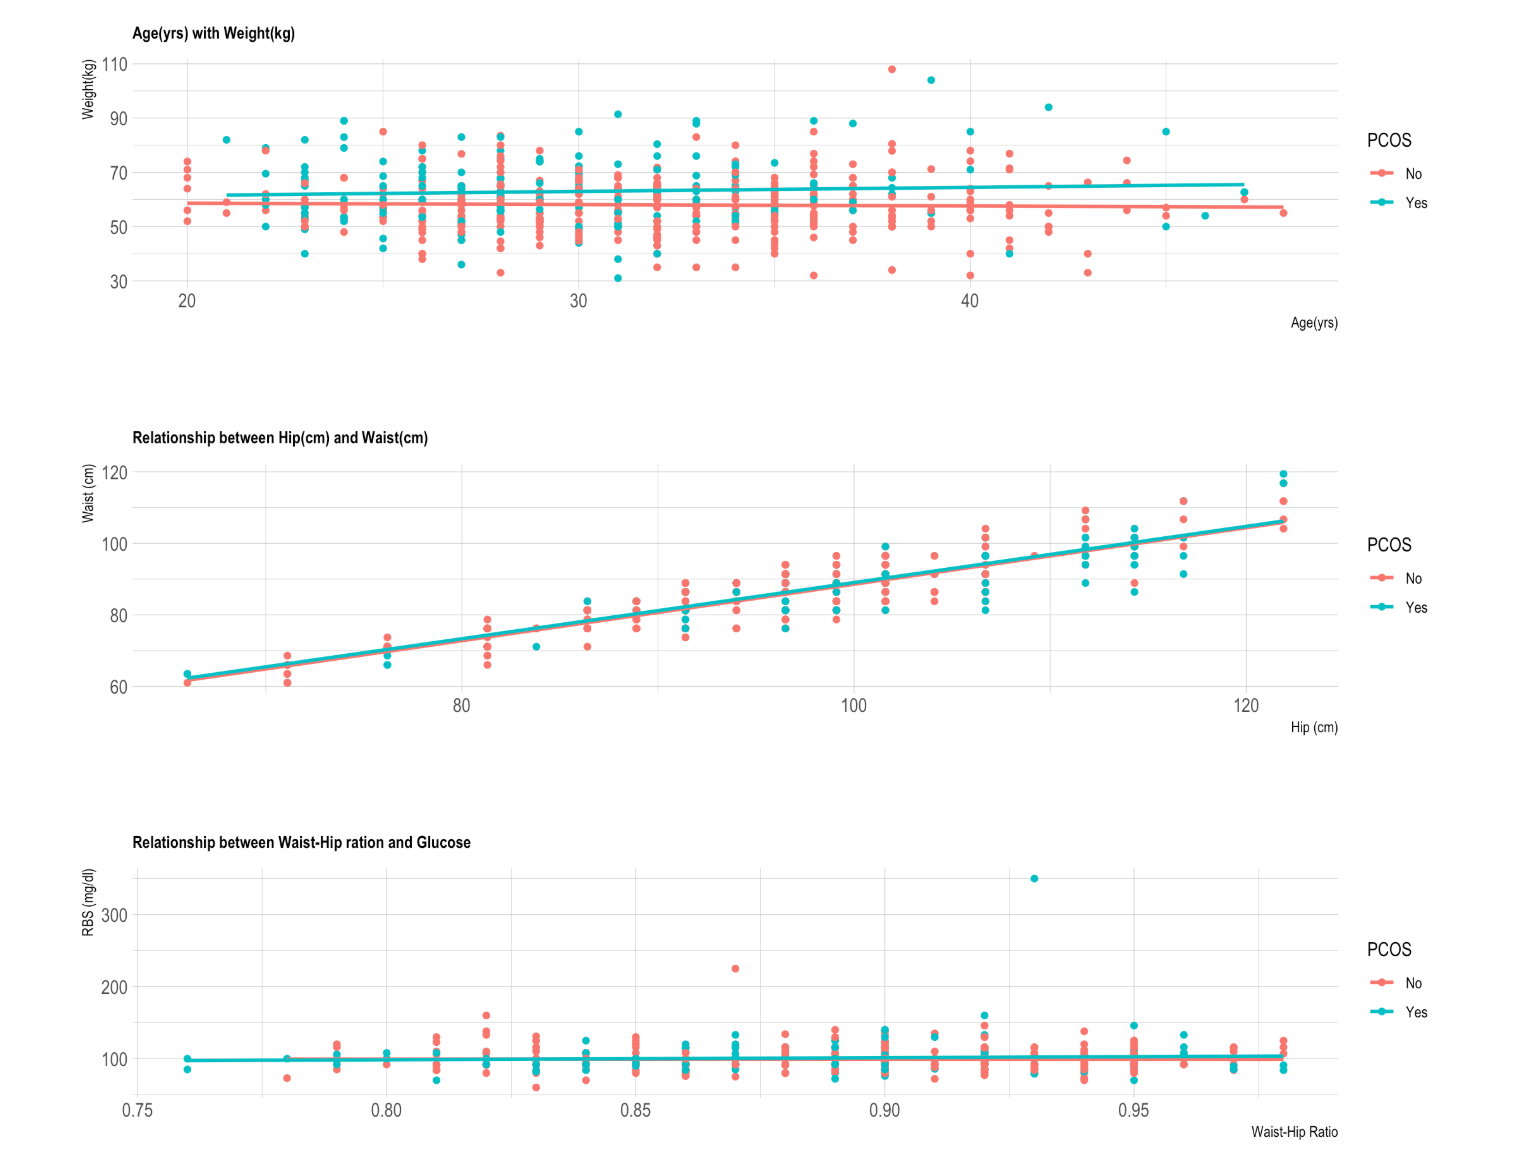 Age(yrs) with Weight(kg)
Weight(kg)
110
90
70
50
30
20 30 40
Age(yrs)
PCOS
No
Yes
Relationship between Hip(cm) and Waist(cm)
Waist (cm)
120
100
80
60
80 100 120
Hip (cm)
PCOS
No
Yes
Relationship between Waist-Hip ration and Glucose
RBS (mg/dl)
300
200
100
0.75 0.80 0.85 0.90 0.95
Waist-Hip Ratio
PCOS
No
Yes